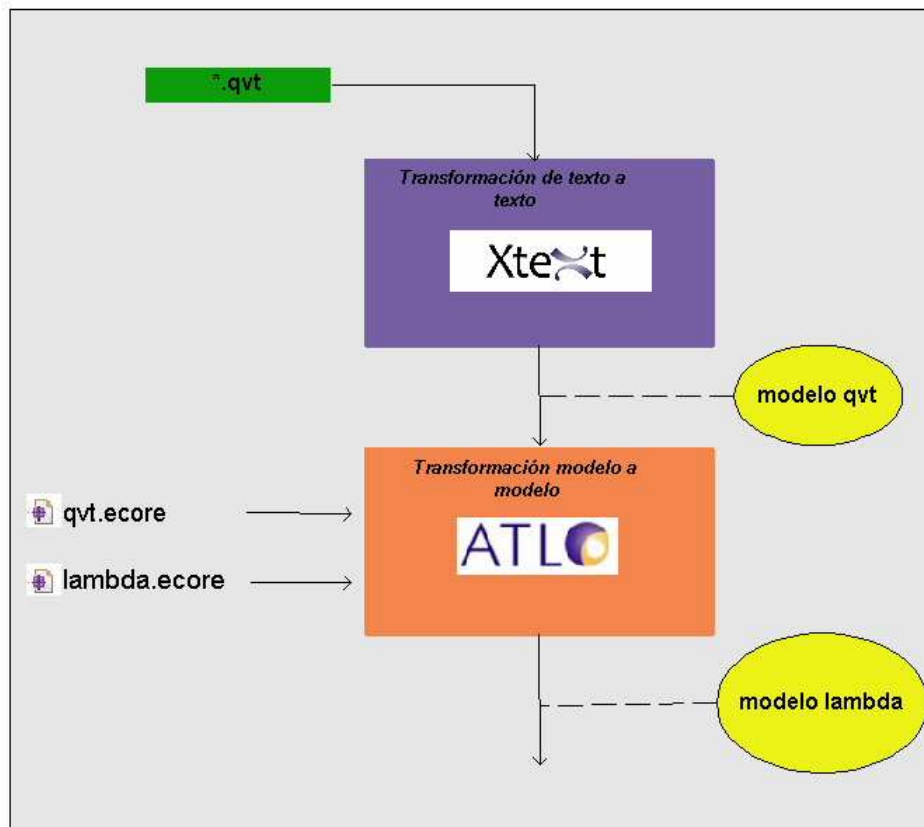 *.qvt
Transformación de texto a
texto
Xtext
modelo qvt
Transformación modelo a
modelo
qvt.ecore
ATL
lambda.ecore
modelo lambda